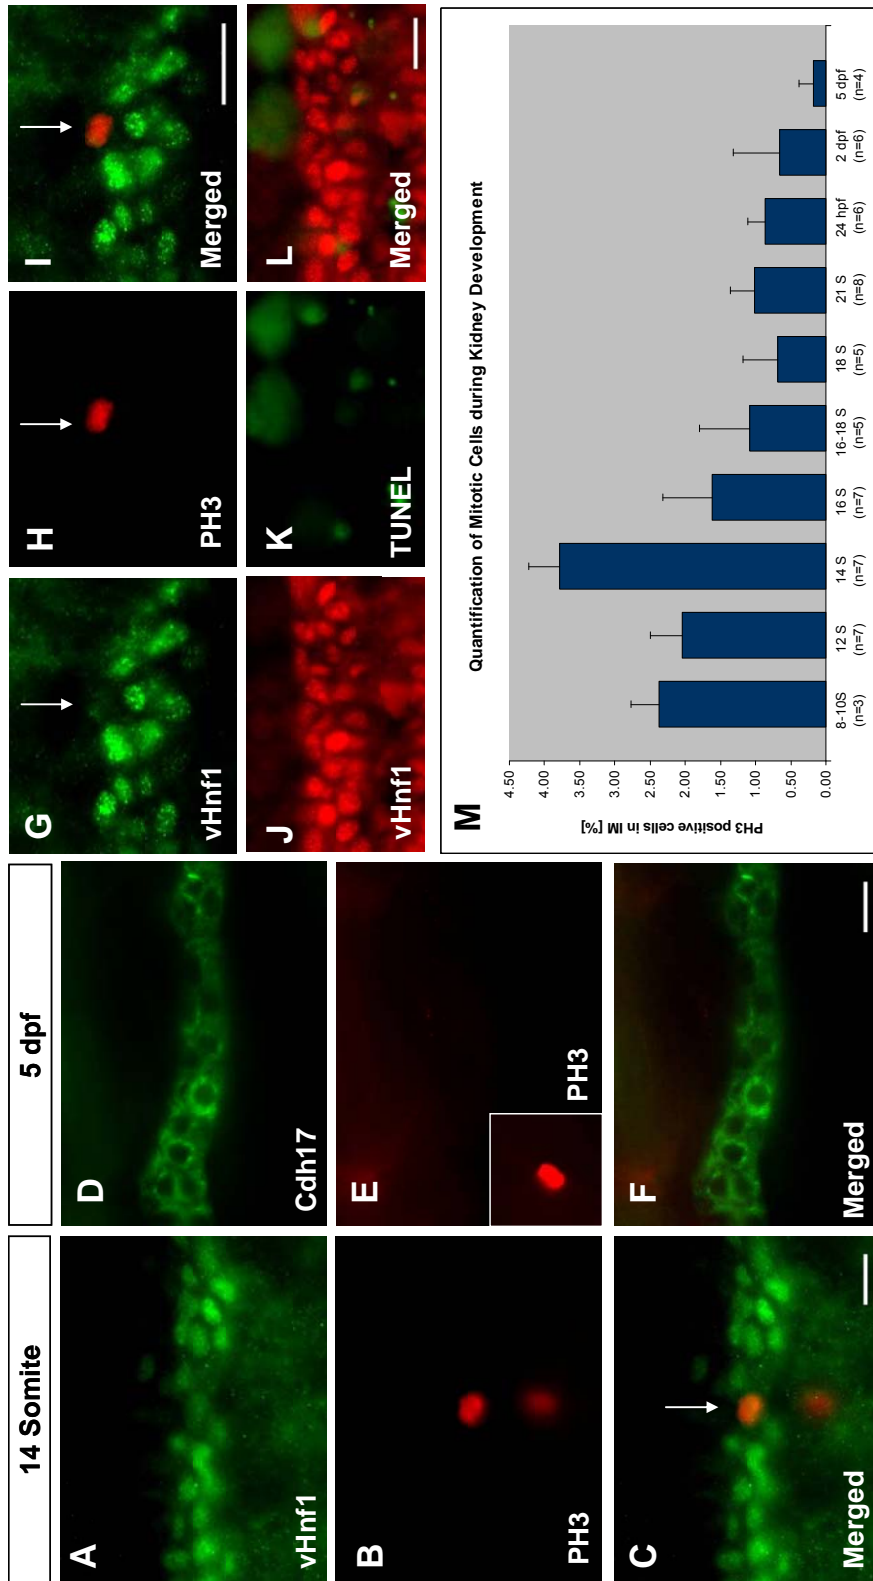 14 Somite
5 dpf
A
vHnf1
B
PH3
C
Merged
D
Cdh17
E
PH3
F
Merged
G
vHnf1
H
PH3
I
Merged
J
vHnf1
K
TUNEL
L
Merged
M
Quantification of Mitotic Cells during Kidney Development
PH3 positive cells in IM [%]
4.50
4.00
3.50
3.00
2.50
2.00
1.50
1.00
0.50
0.00
8-10S (n=3)
12 S (n=7)
14 S (n=7)
16 S (n=7)
16-18 S (n=5)
18 S (n=5)
21 S (n=8)
24 hpf (n=6)
2 dpf (n=6)
5 dpf (n=4)